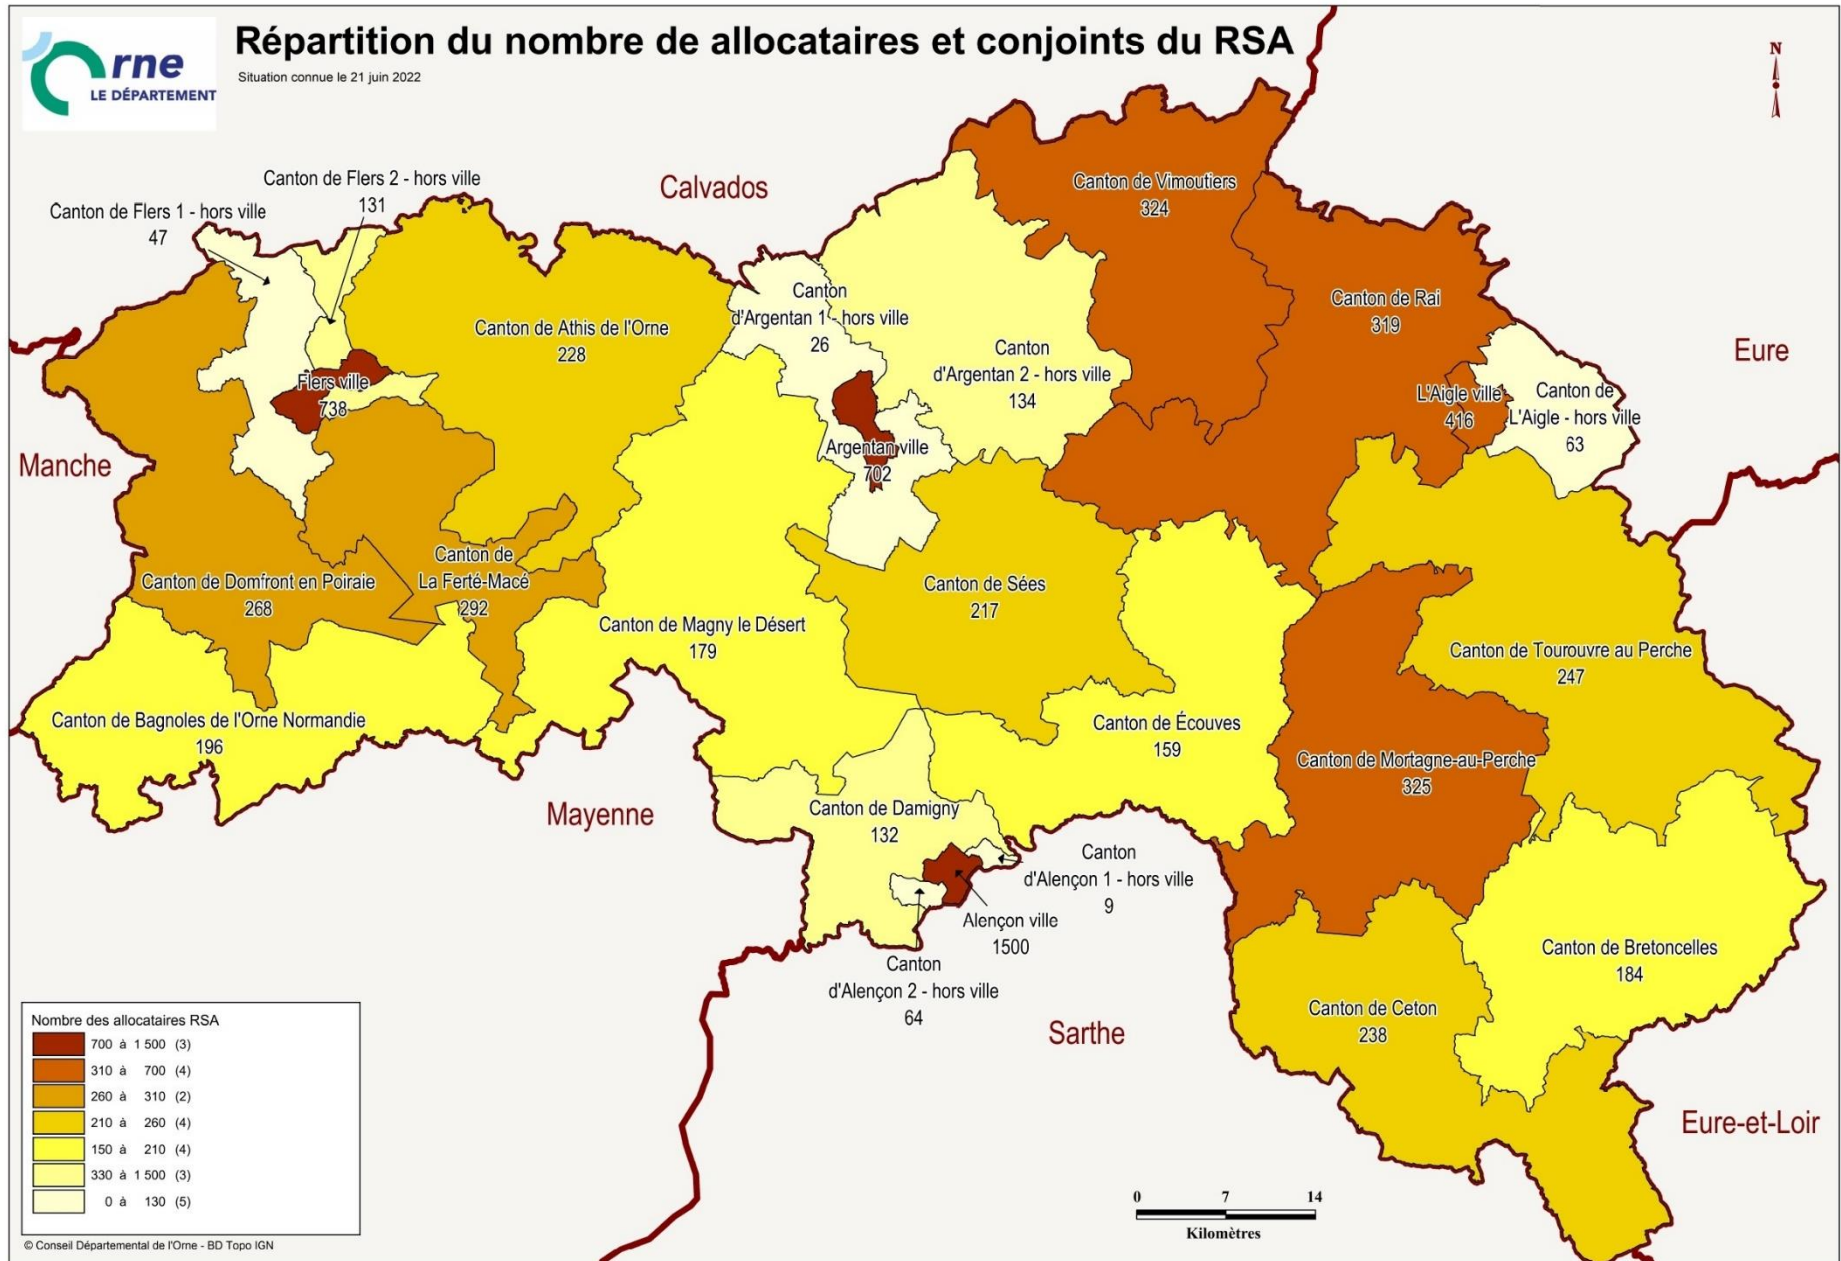 Orne
LE DÉPARTEMENT
Répartition du nombre de allocataires et conjoints du RSA
Situation connue le 21 juin 2022
N
Calvados
Canton de Flers 2 - hors ville
131
Canton de Flers 1 - hors ville
47
Canton de Vimoutiers
324
Canton
d'Argentan 1 - hors ville
26
Canton de Athis de l'Orne
228
Canton de Rai
319
Canton
d'Argentan 2 - hors ville
134
Eure
Flers ville
738
L'Aigle ville
416
Canton de
L'Aigle - hors ville
63
Manche
Argentan ville
702
Canton de Domfront en Poiraie
268
Canton de
La Ferté-Macé
292
Canton de Sées
217
Canton de Magny le Désert
179
Canton de Tourouvre au Perche
247
Canton de Bagnoles de l'Orne Normandie
196
Canton de Écouves
159
Canton de Mortagne-au-Perche
325
Mayenne
Canton de Damigny
132
Canton
d'Alençon 1 - hors ville
9
Alençon ville
1500
Canton
d'Alençon 2 - hors ville
64
Canton de Bretoncelles
184
Canton de Ceton
238
Sarthe
Eure-et-Loir
Nombre des allocataires RSA
700 à 1 500 (3)
310 à 700 (4)
260 à 310 (2)
210 à 260 (4)
150 à 210 (4)
330 à 1 500 (3)
0 à 130 (5)
0 7 14
Kilomètres
© Conseil Départemental de l'Orne - BD Topo IGN